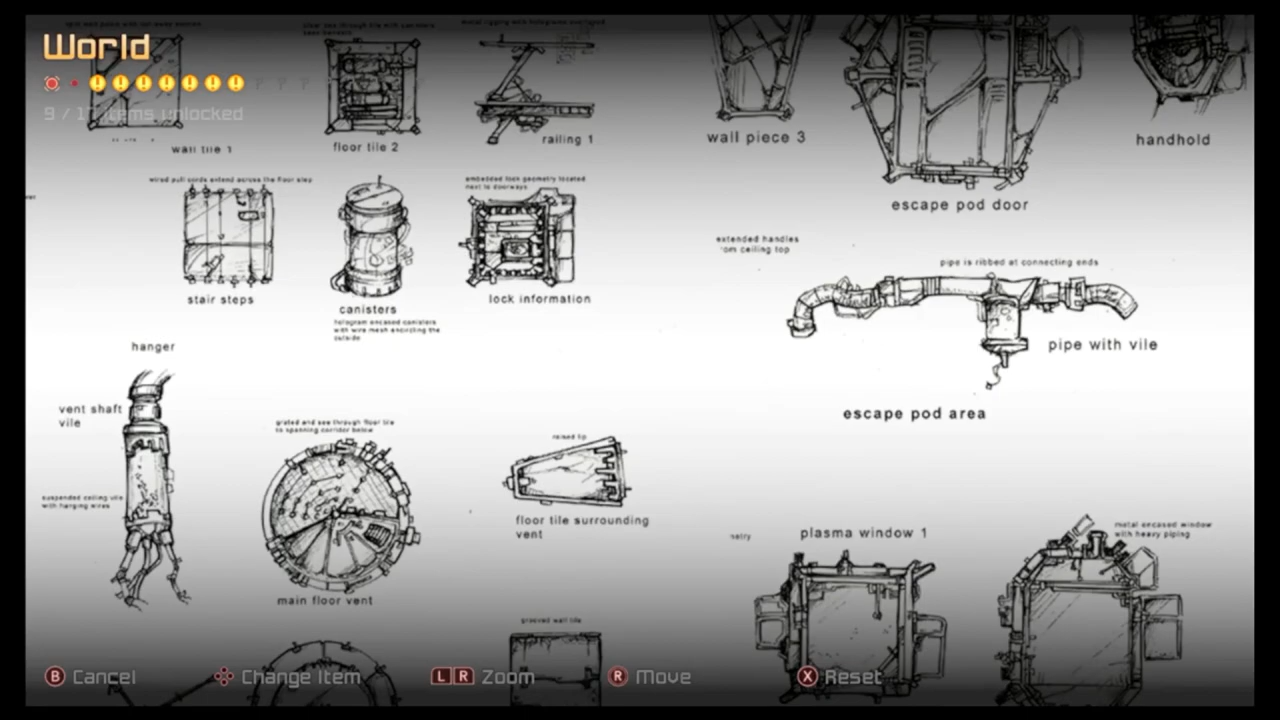 World
9 / 17 items unlocked
wall tile 1
floor tile 2
railing 1
wall piece 3
escape pod door
handhold
wired pull cords extend across the floor step
stair steps
canisters
hologram encased canisters
with wire mesh encircling the
outside
embedded lock geometry located
next to doorways
lock information
extended handles
from ceiling top
pipe is ribbed at connecting ends
pipe with vile
escape pod area
hanger
vent shaft
vile
suspended ceiling vile
with hanging wires
grated and see through floor tile
to spanning corridor below
main floor vent
raised lip
floor tile surrounding
vent
plasma window 1
metal encased window
with heavy piping
grooved wall tile
B Cancel
Change Item
L R Zoom
R Move
X Reset